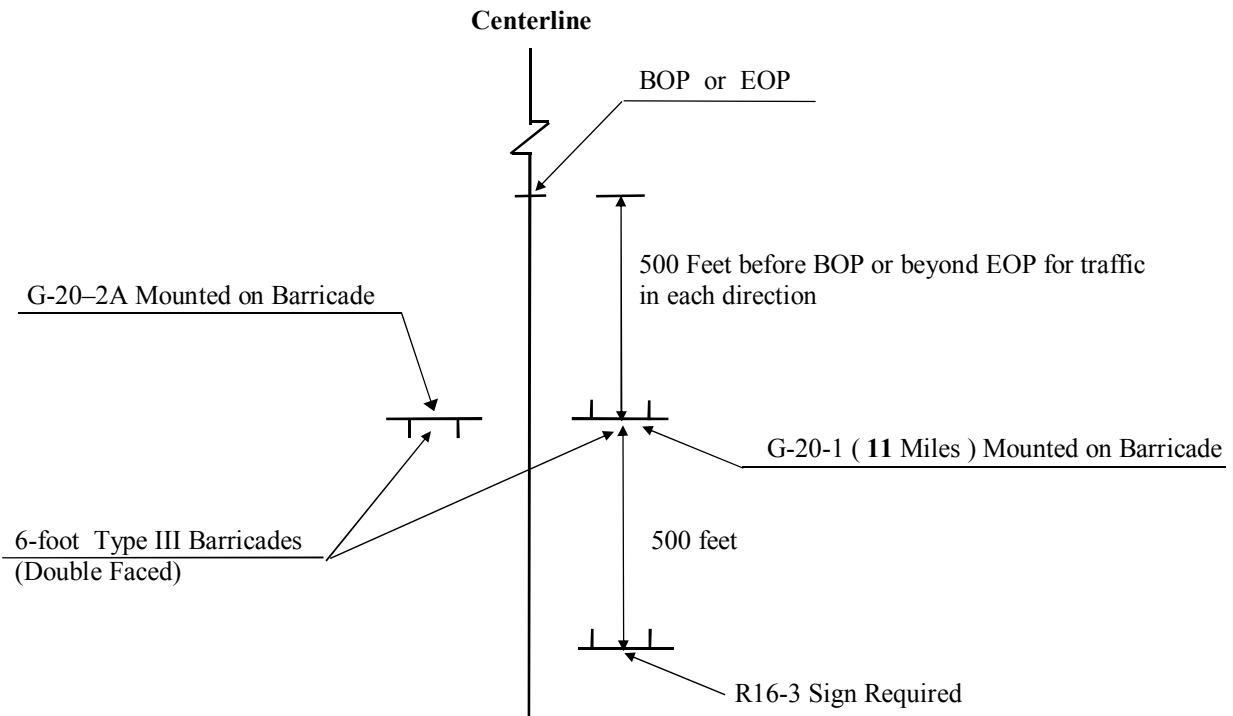 Centerline
BOP or EOP
500 Feet before BOP or beyond EOP for traffic
in each direction
G-20–2A Mounted on Barricade
G-20-1 ( 11 Miles ) Mounted on Barricade
6-foot Type III Barricades
(Double Faced)
500 feet
R16-3 Sign Required